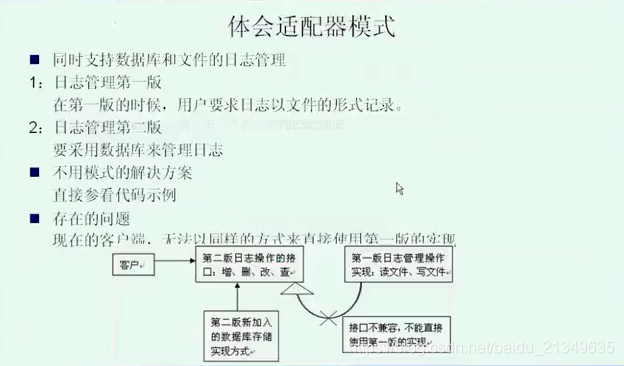 体会适配器模式
同时支持数据库和文件的日志管理
1：日志管理第一版
在第一版的时候，用户要求日志以文件的形式记录。
2：日志管理第二版
要采用数据库来管理日志
不用模式的解决方案
直接参看代码示例
存在的问题
现在的客户端，无法以同样的方式来直接使用第一版的实现
客户
第二版日志操作的接
口：增、删、改、查
第一版日志管理操作
实现：读文件、写文件
第二版新加入
的数据库存储
实现方式
接口不兼容，不能直接
使用第一版的实现
https://blog.csdn.net/baidu_21349635